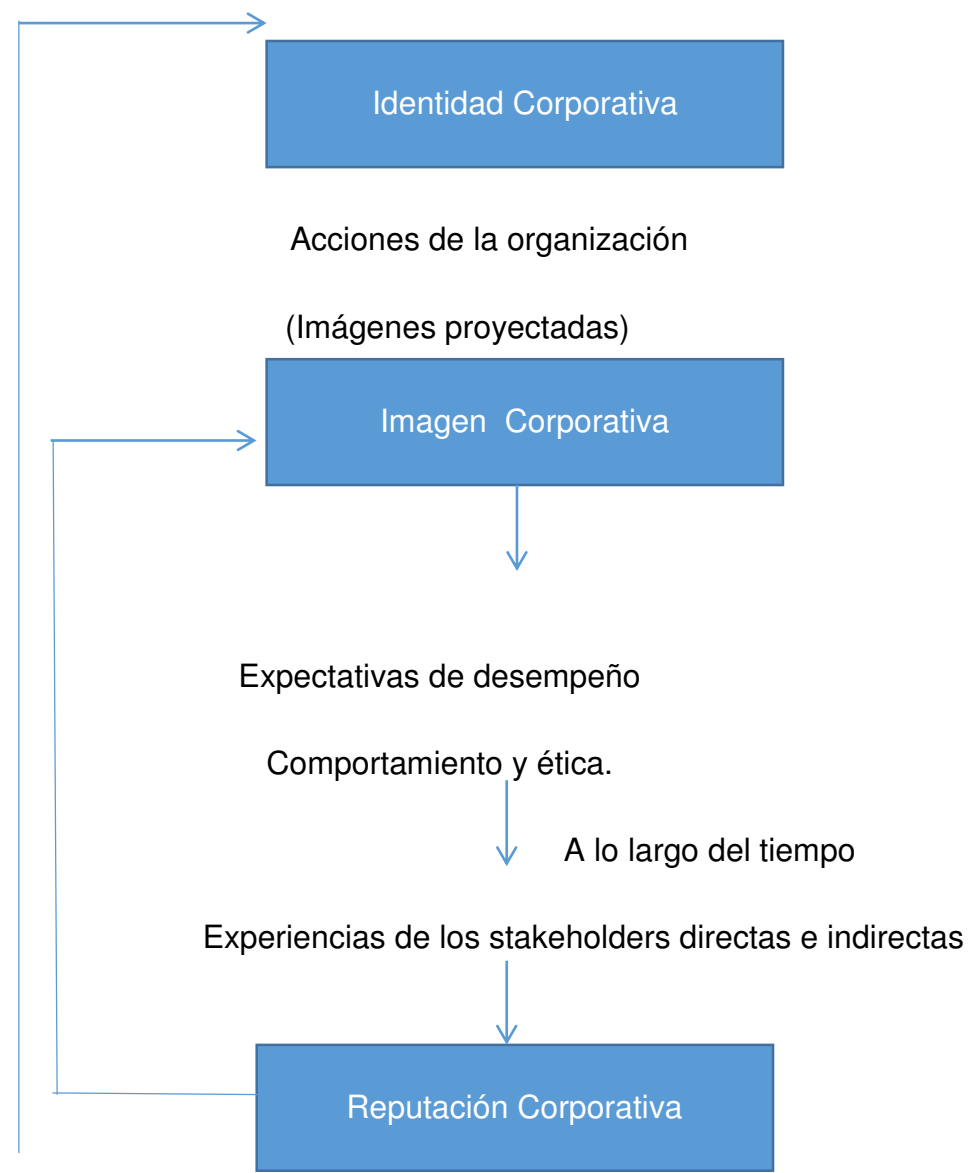 Identidad Corporativa
Acciones de la organización
(Imágenes proyectadas)
Imagen Corporativa
Expectativas de desempeño
Comportamiento y ética.
A lo largo del tiempo
Experiencias de los stakeholders directas e indirectas
Reputación Corporativa